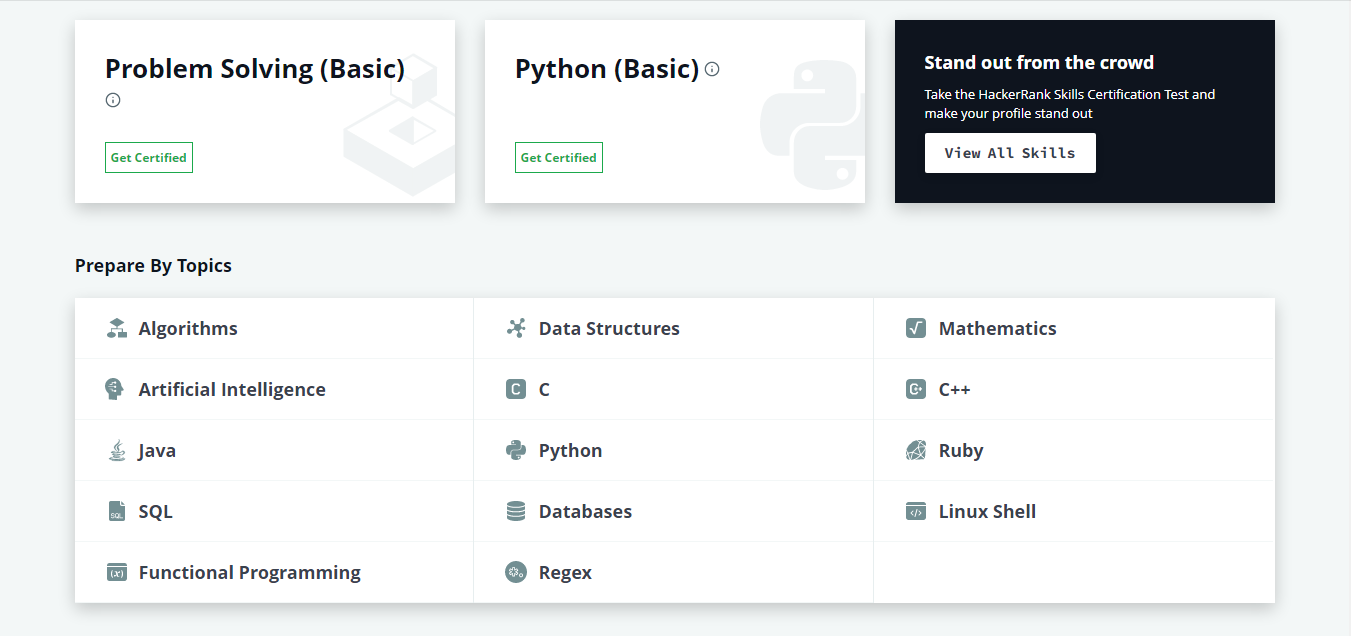 Problem Solving (Basic)
Get Certified
Python (Basic)
Get Certified
Stand out from the crowd
Take the HackerRank Skills Certification Test and
make your profile stand out
View All Skills
Prepare By Topics
Algorithms
Data Structures
Mathematics
Artificial Intelligence
C
C
C++
Java
Python
Ruby
SQL
SQL
Databases
Linux Shell
Functional Programming
Regex